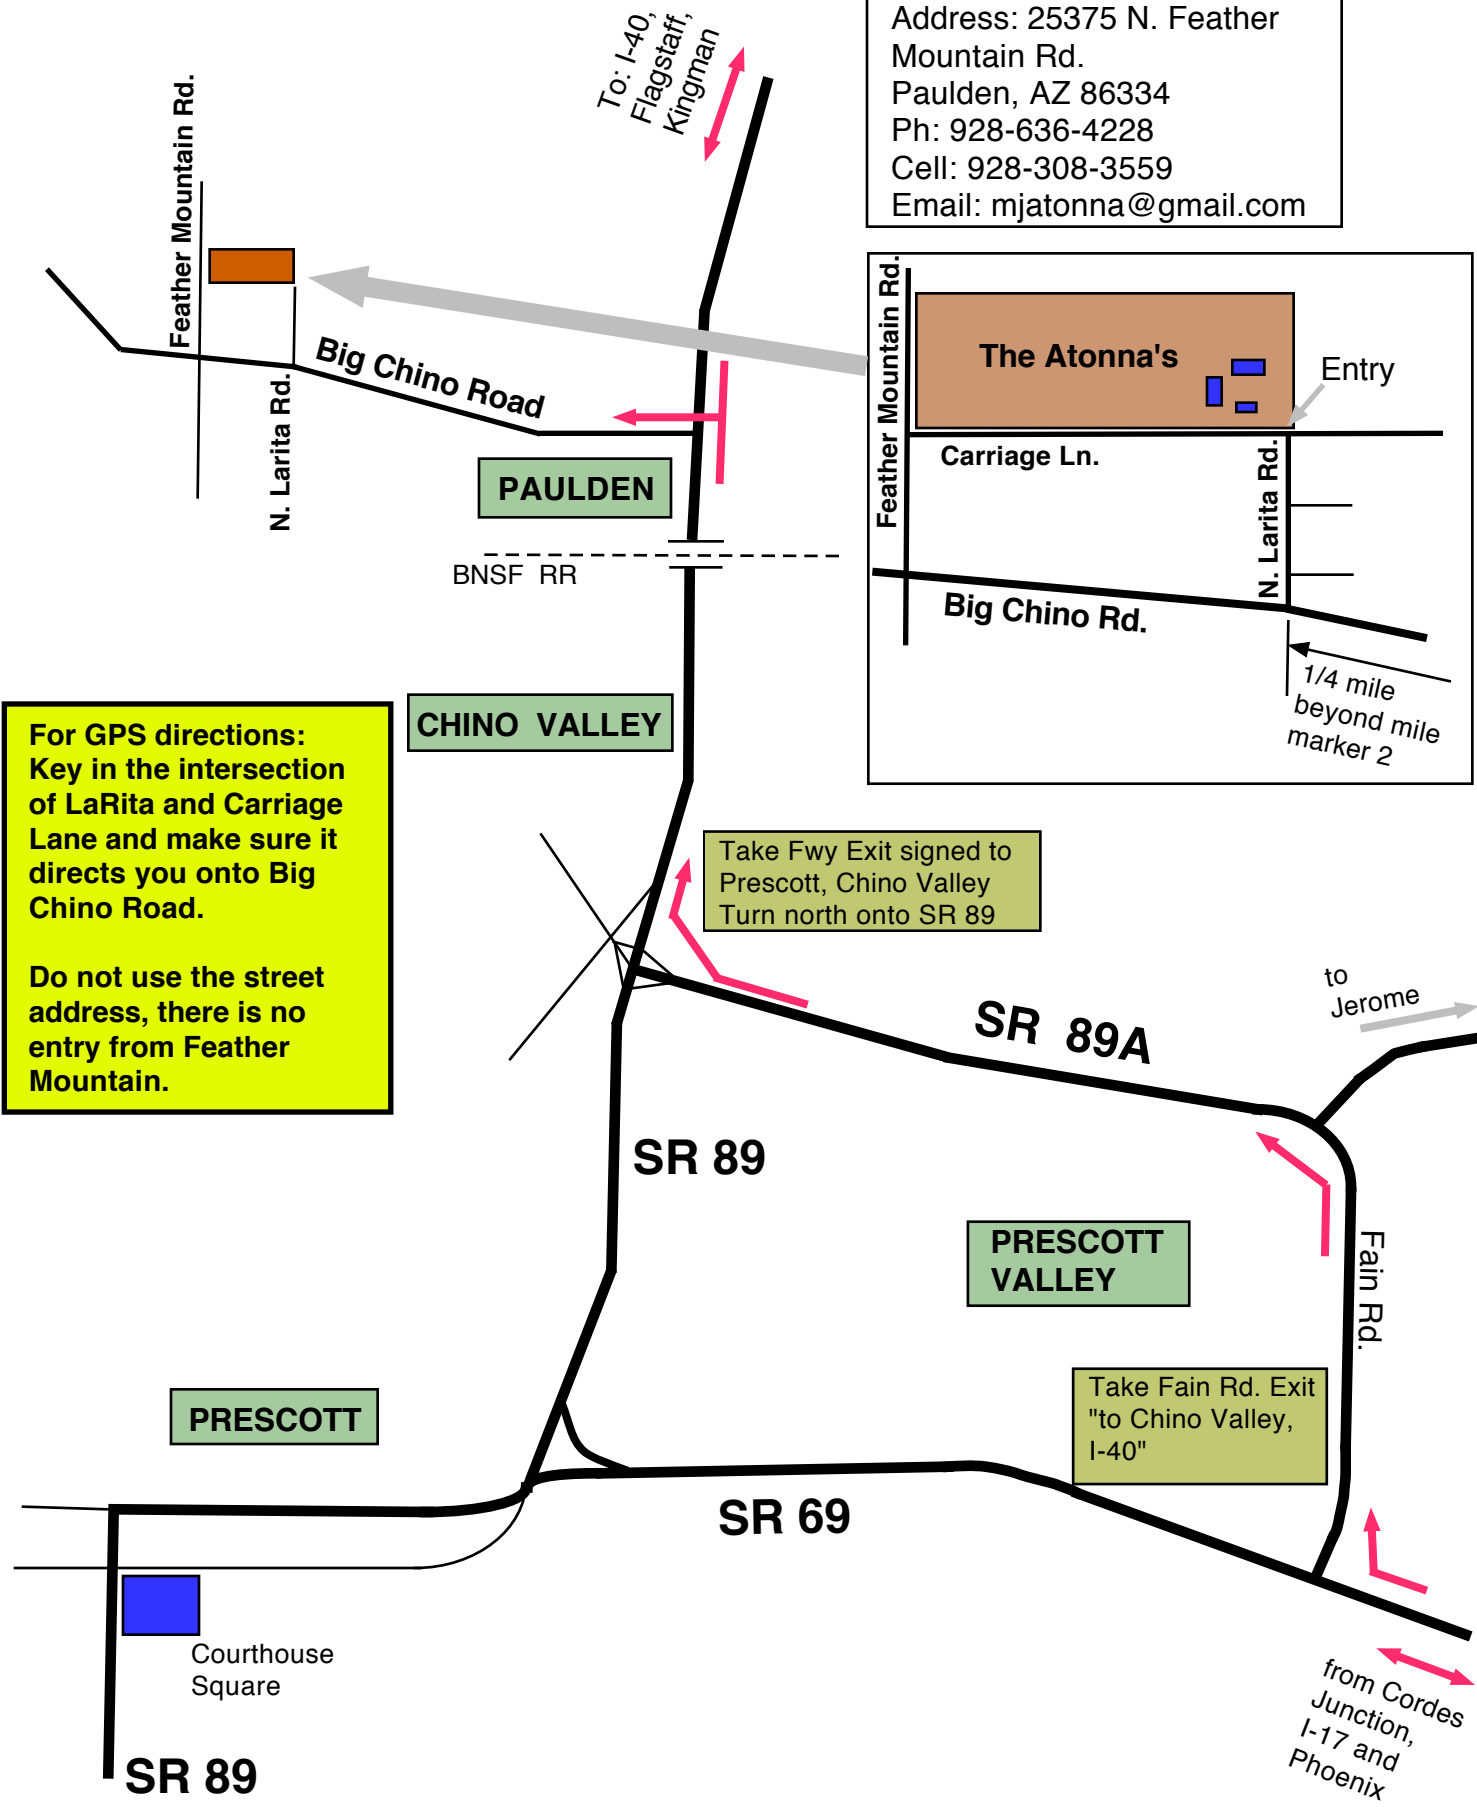 Address: 25375 N. Feather
Mountain Rd.
Paulden, AZ 86334
Ph: 928-636-4228
Cell: 928-308-3559
Email: mjatonna@gmail.com
To: I-40,
Flagstaff,
Kingman
Feather Mountain Rd.
Big Chino Road
N. Larita Rd.
PAULDEN
BNSF RR
Feather Mountain Rd.
The Atonna's
Entry
Carriage Ln.
N. Larita Rd.
Big Chino Rd.
1/4 mile
beyond mile
marker 2
CHINO VALLEY
For GPS directions:
Key in the intersection
of LaRita and Carriage
Lane and make sure it
directs you onto Big
Chino Road.
Do not use the street
address, there is no
entry from Feather
Mountain.
Take Fwy Exit signed to
Prescott, Chino Valley
Turn north onto SR 89
to
Jerome
SR 89A
SR 89
PRESCOTT
VALLEY
Fain Rd.
Take Fain Rd. Exit
"to Chino Valley,
I-40"
PRESCOTT
SR 69
Courthouse
Square
from Cordes
Junction,
I-17 and
Phoenix
SR 89